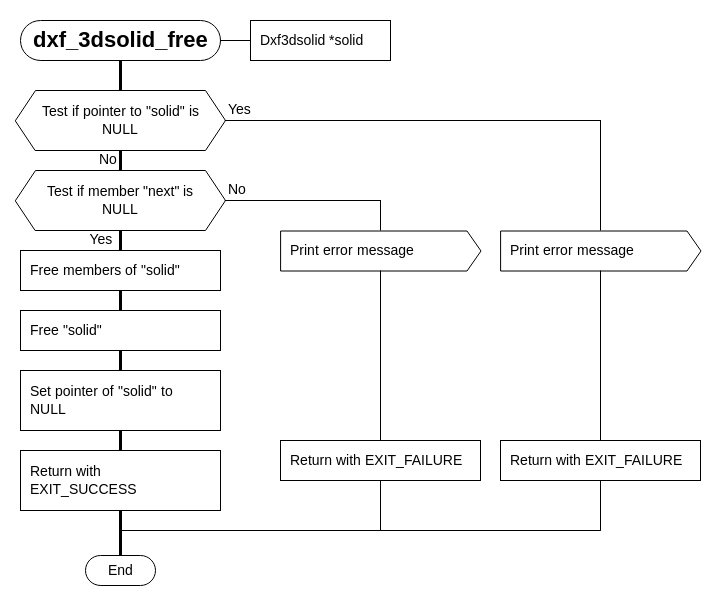 dxf_3dsolid_free
Dxf3dsolid *solid
Test if pointer to "solid" is
NULL
Yes
No
Test if member "next" is
NULL
No
Yes
Print error message
Print error message
Free members of "solid"
Free "solid"
Set pointer of "solid" to
NULL
Return with
EXIT_SUCCESS
Return with EXIT_FAILURE
Return with EXIT_FAILURE
End